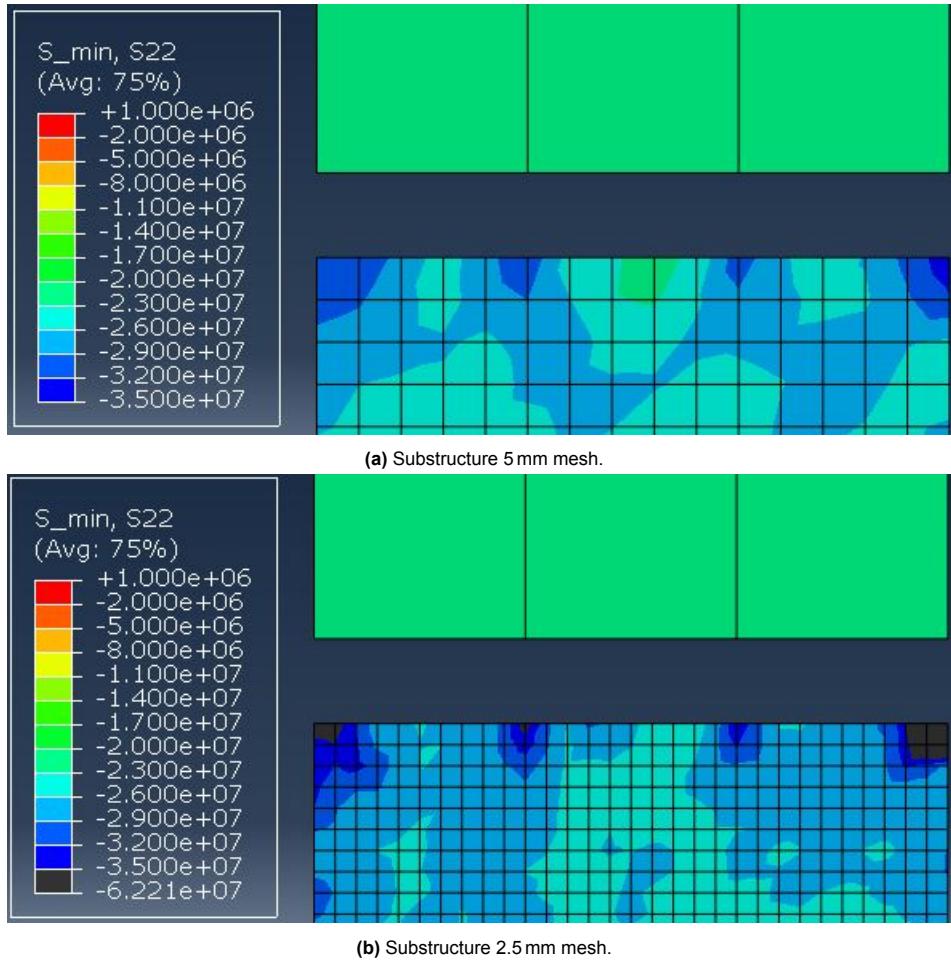 S_min, S22
(Avg: 75%)
+1.000e+06
-2.000e+06
-5.000e+06
-8.000e+06
-1.100e+07
-1.400e+07
-1.700e+07
-2.000e+07
-2.300e+07
-2.600e+07
-2.900e+07
-3.200e+07
-3.500e+07
(a) Substructure 5 mm mesh.
S_min, S22
(Avg: 75%)
+1.000e+06
-2.000e+06
-5.000e+06
-8.000e+06
-1.100e+07
-1.400e+07
-1.700e+07
-2.000e+07
-2.300e+07
-2.600e+07
-2.900e+07
-3.200e+07
-3.500e+07
-6.221e+07
(b) Substructure 2.5 mm mesh.